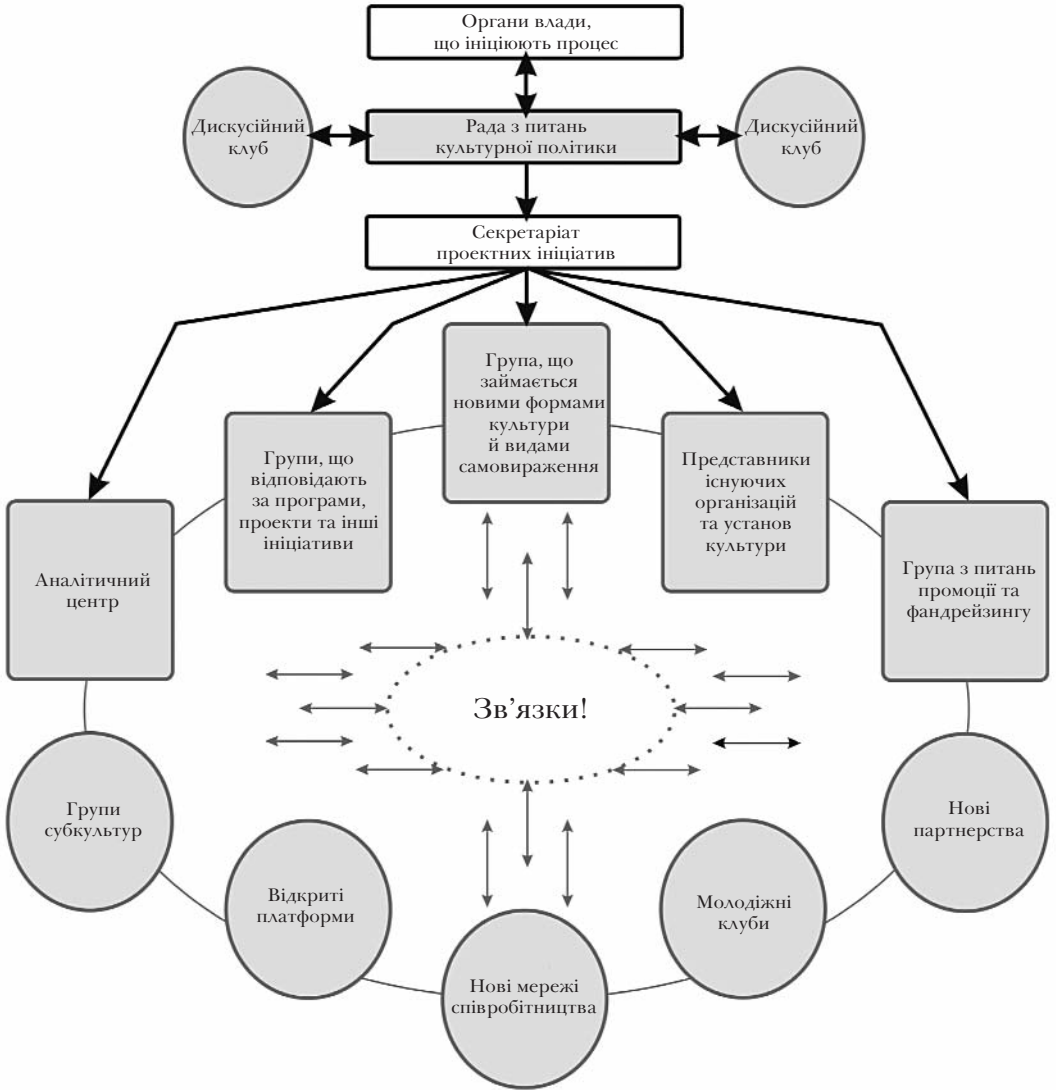 Органи влади,
що ініціюють процес
Дискусійний
клуб
Рада з питань
культурної політики
Дискусійний
клуб
Секретаріат
проектних ініціатив
Група, що
займається
новими формами
культури
й видами
самовираження
Групи, що
відповідають
за програми,
проекти та інші
ініціативи
Представники
існуючих
організацій
та установ
культури
Аналітичний
центр
Група з питань
промоції та
фандрейзингу
Зв’язки!
Групи
субкультур
Нові
партнерства
Відкриті
платформи
Молодіжні
клуби
Нові мережі
співробітництва